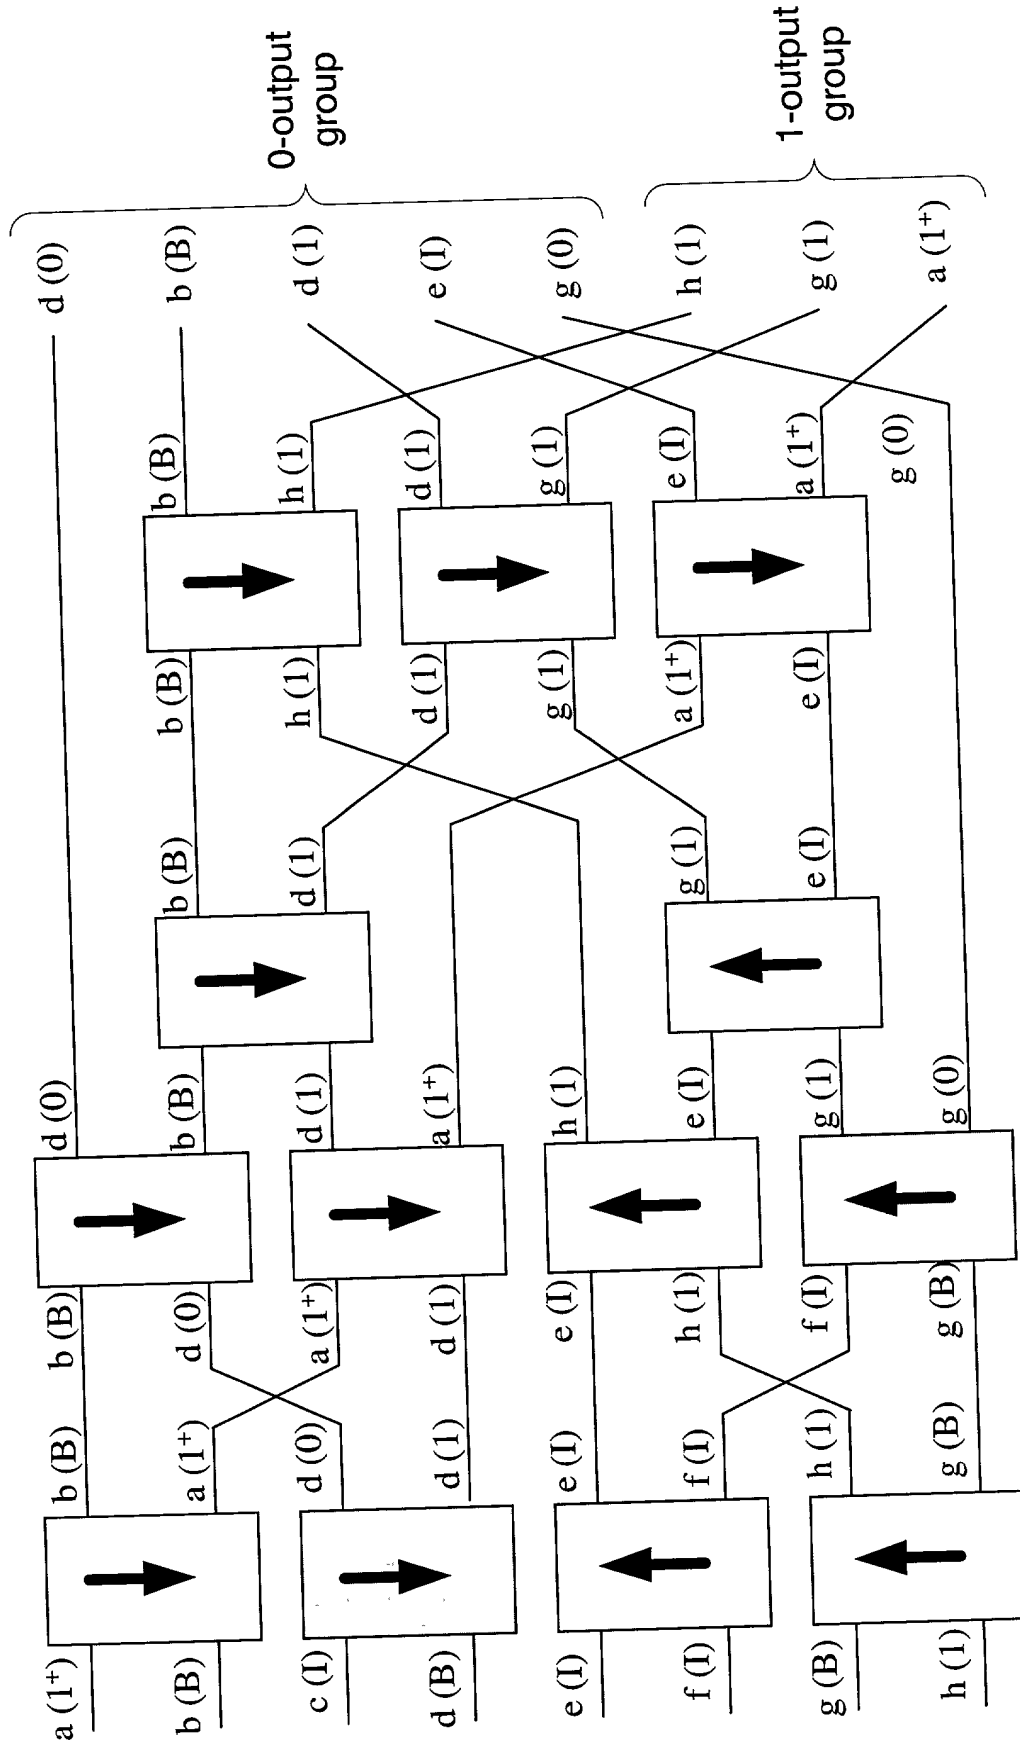 a (1⁺) b (B) b (B) d (0) d (0)
b (B) a (1⁺) d (0) b (B) b (B) b (B) b (B) b (B)
0-output
group
c (I) d (0) a (1⁺) d (1) d (1) h (1) h (1) d (1)
d (B) d (1) d (1) a (1⁺) d (1) d (1) e (I)
e (I) e (I) e (I) h (1) g (1) g (1) g (0)
f (I) f (I) h (1) e (I) g (1) a (1⁺) e (I) h (1)
1-output
group
g (B) h (1) f (I) g (1) e (I) e (I) a (1⁺) g (1)
h (1) g (B) g (B) g (0) g (0) a (1⁺)